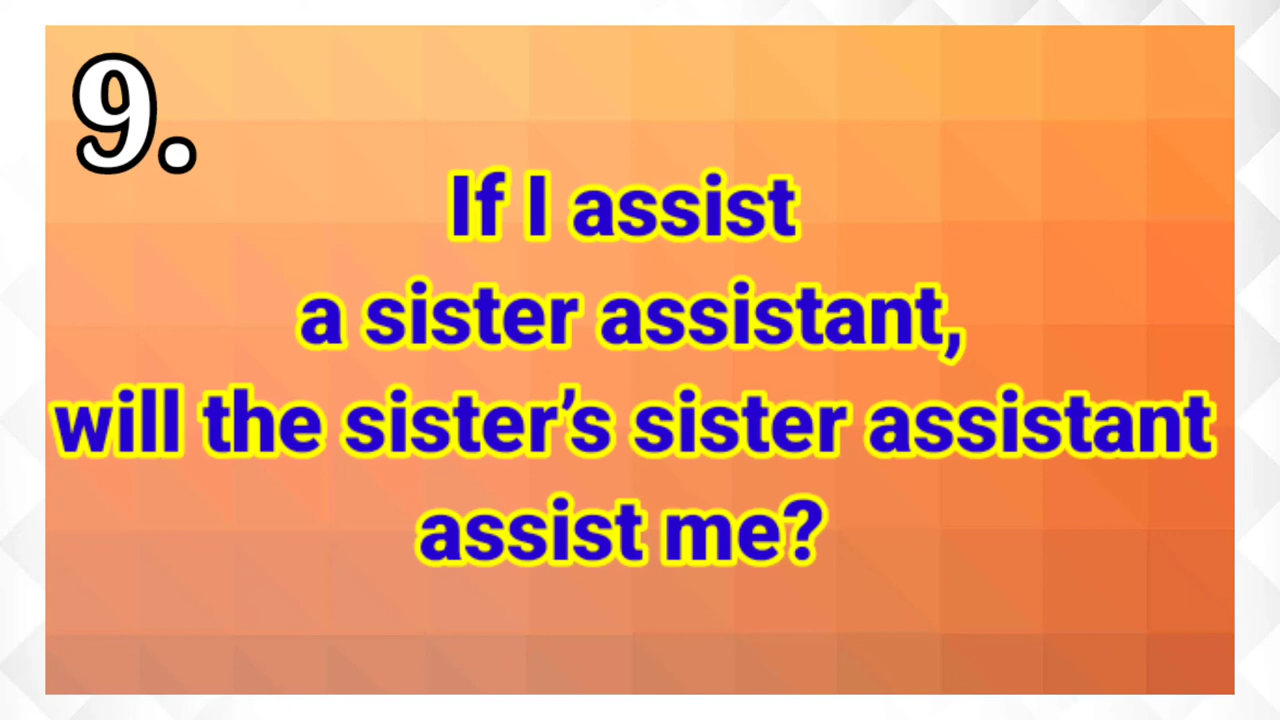 9.
If I assist
a sister assistant,
will the sister’s sister assistant
assist me?